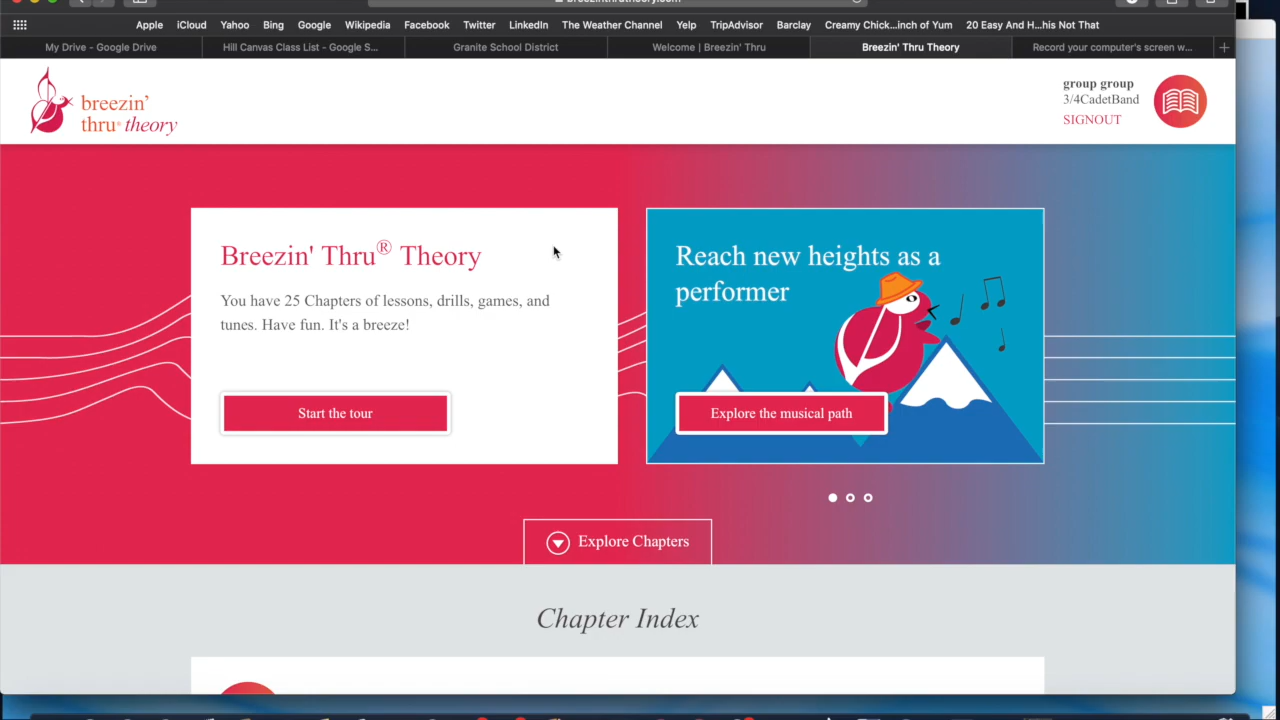 Apple iCloud Yahoo Bing Google Wikipedia Facebook Twitter LinkedIn The Weather Channel Yelp TripAdvisor Barclay Creamy Chick...inch of Yum 20 Easy And H...his Not That
My Drive - Google Drive Hill Canvas Class List - Google S... Granite School District Welcome | Breezin' Thru Breezin' Thru Theory Record your computer's screen w...
breezin'
thru® theory
group group
3/4CadetBand
SIGNOUT
Breezin' Thru® Theory
You have 25 Chapters of lessons, drills, games, and
tunes. Have fun. It's a breeze!
Start the tour
Reach new heights as a
performer
Explore the musical path
Explore Chapters
Chapter Index